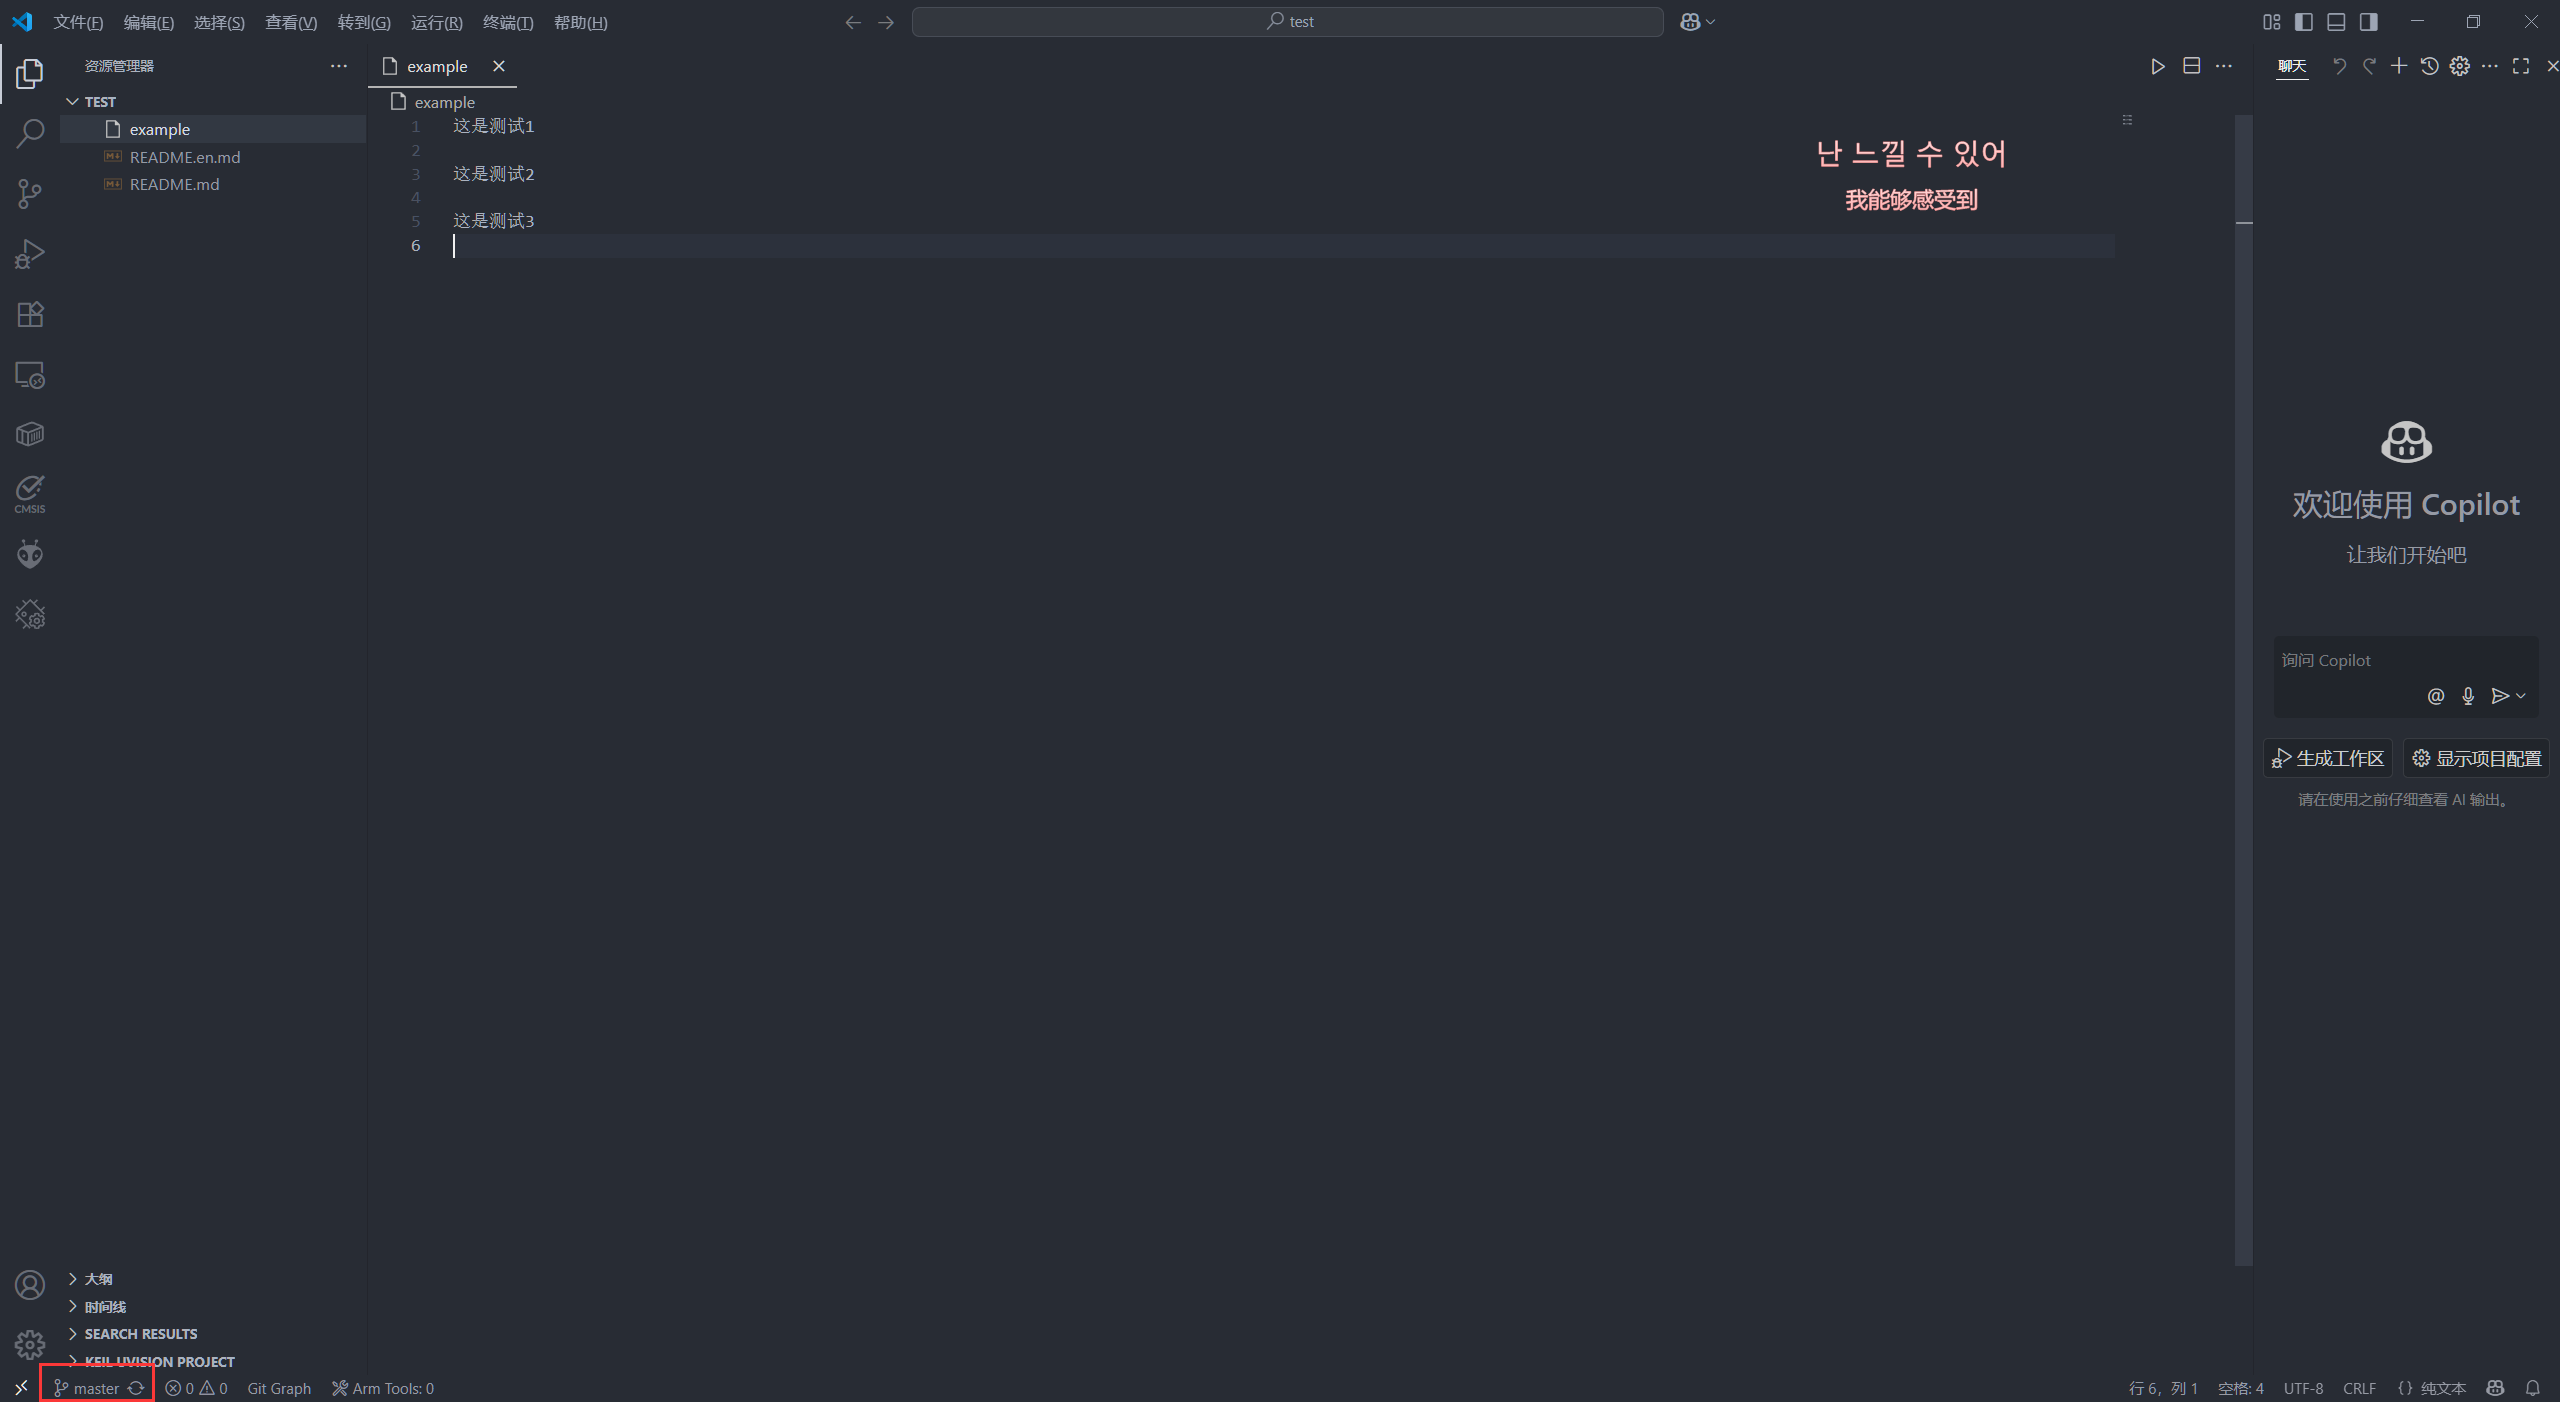 文件(F) 编辑(E) 选择(S) 查看(V) 转到(G) 运行(R) 终端(T) 帮助(H)
test
资源管理器
TEST
example
README.en.md
README.md
CMSIS
大纲
时间线
SEARCH RESULTS
KEIL UVISION PROJECT
example
example
1 这是测试1
2
3 这是测试2
4
5 这是测试3
6
난 느낄 수 있어
我能够感受到
聊天
欢迎使用 Copilot
让我们开始吧
询问 Copilot
生成工作区 显示项目配置
请在使用之前仔细查看 AI 输出。
master 0 0 Git Graph Arm Tools: 0
行 6，列 1 空格: 4 UTF-8 CRLF {} 纯文本